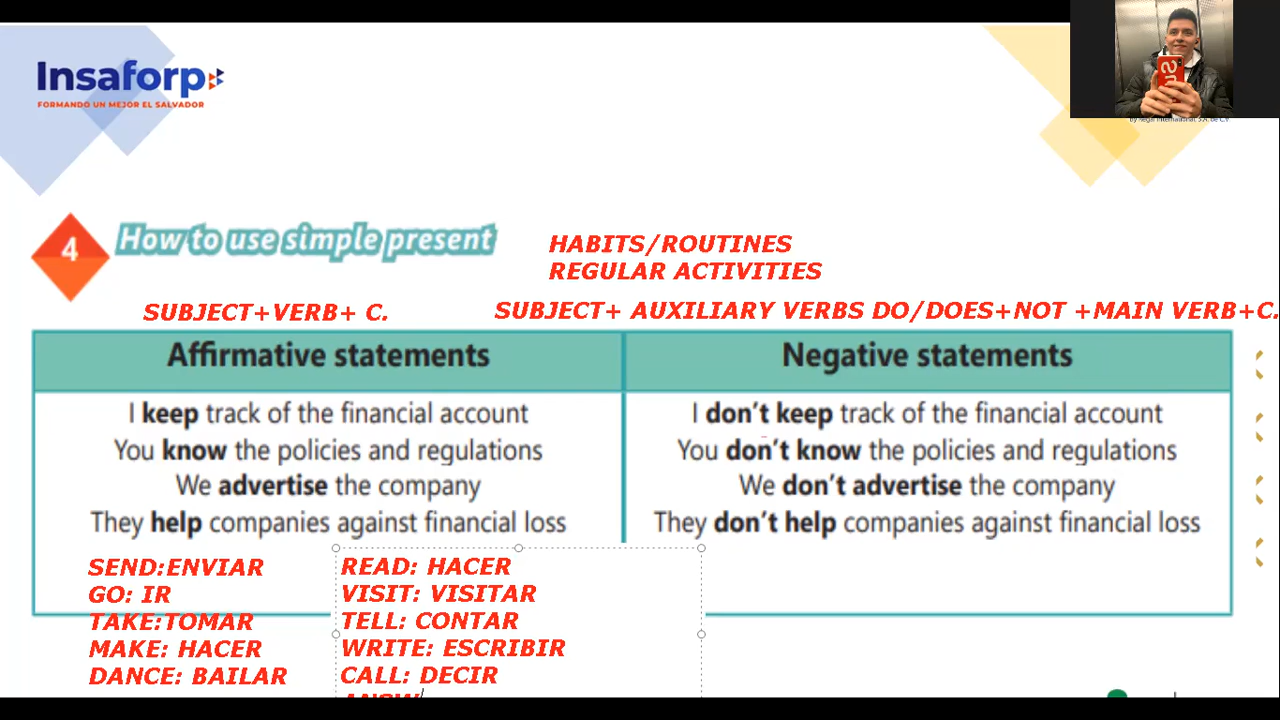 Insaforp
FORMANDO UN MEJOR EL SALVADOR
by Regal International, S.A. de C.V.
4
How to use simple present
HABITS/ROUTINES
REGULAR ACTIVITIES
SUBJECT+VERB+ C.
SUBJECT+ AUXILIARY VERBS DO/DOES+NOT +MAIN VERB+C.
Affirmative statements
I keep track of the financial account
You know the policies and regulations
We advertise the company
They help companies against financial loss
Negative statements
I don't keep track of the financial account
You don't know the policies and regulations
We don't advertise the company
They don't help companies against financial loss
SEND:ENVIAR
GO: IR
TAKE:TOMAR
MAKE: HACER
DANCE: BAILAR
READ: HACER
VISIT: VISITAR
TELL: CONTAR
WRITE: ESCRIBIR
CALL: DECIR
ANSW